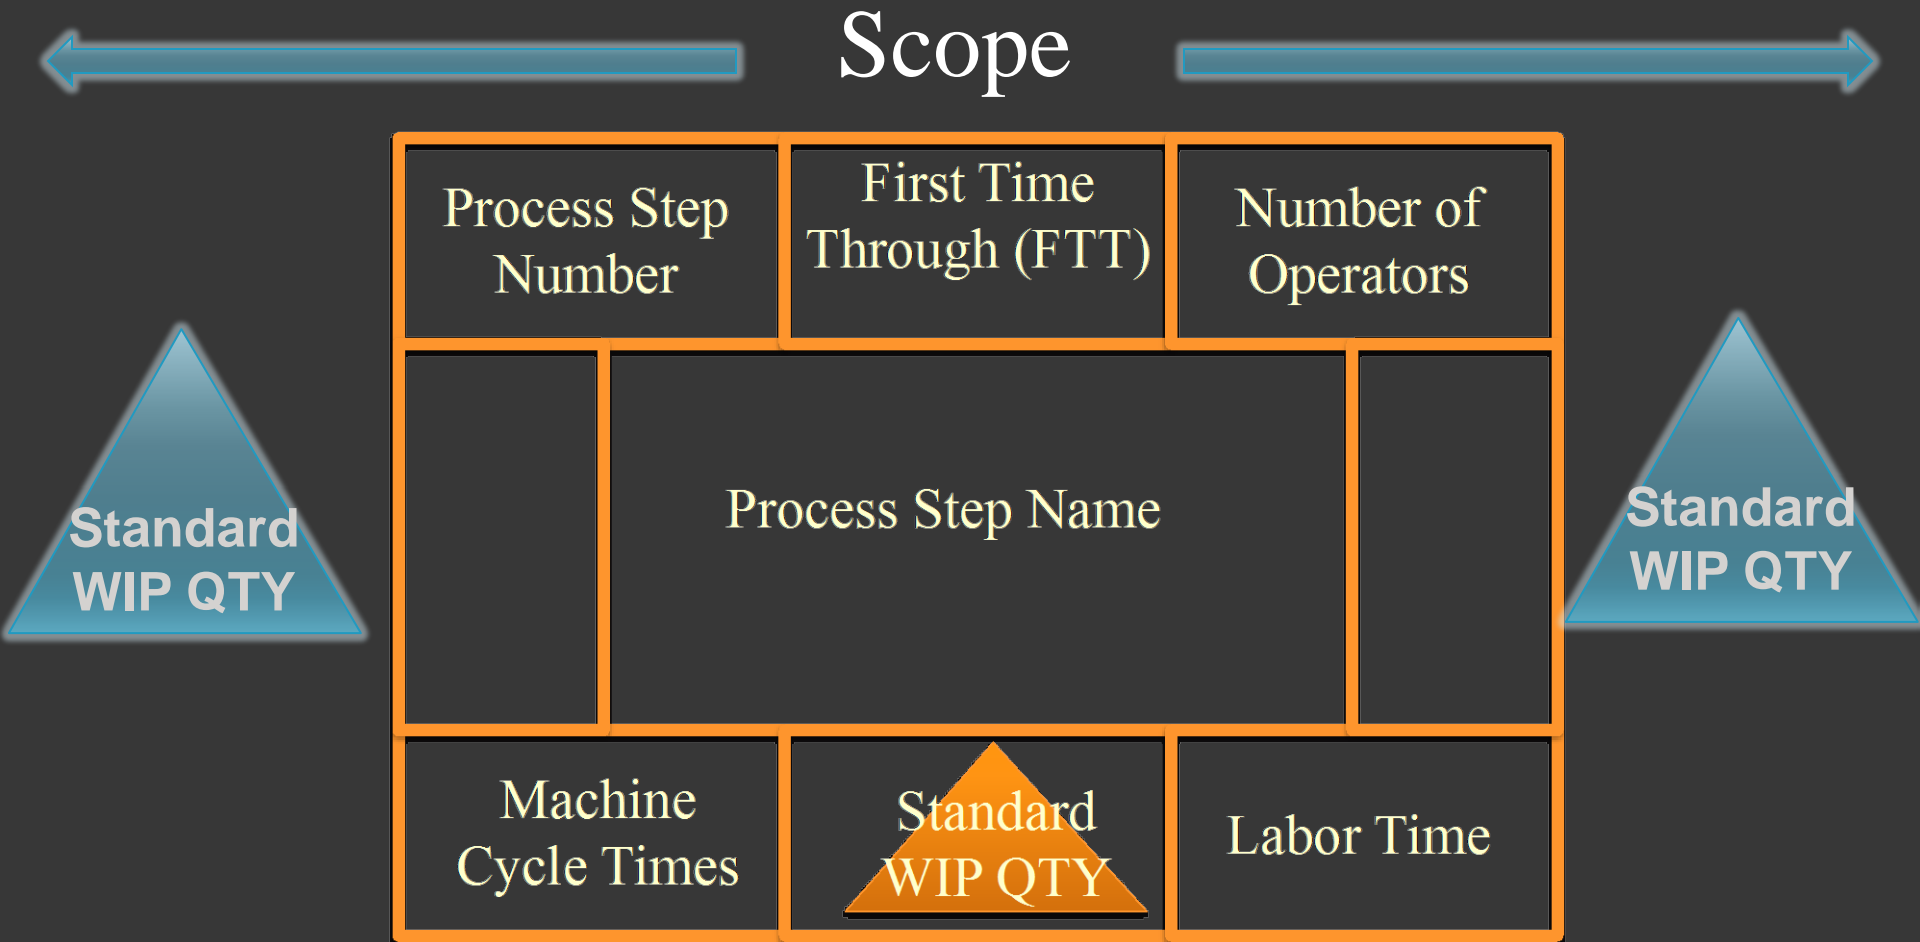 Scope
Process Step
Number
First Time
Through (FTT)
Number of
Operators
Standard
WIP QTY
Process Step Name
Standard
WIP QTY
Machine
Cycle Times
Standard
WIP QTY
Labor Time